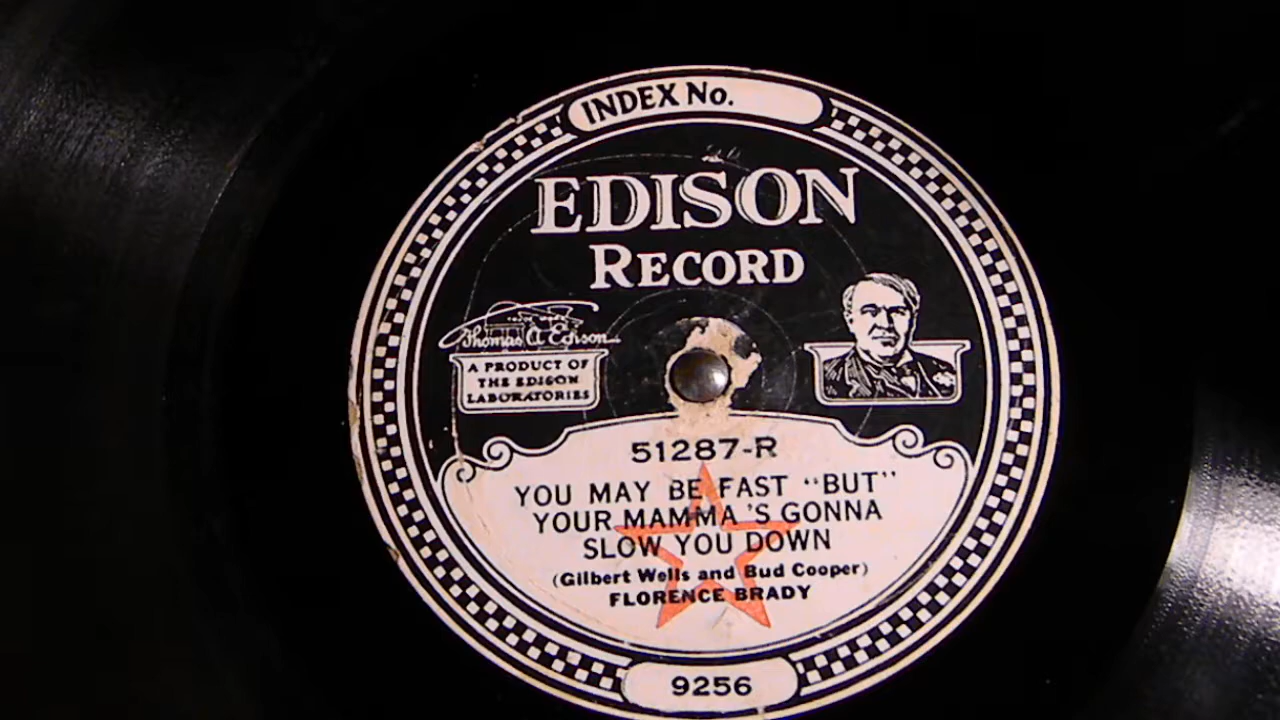 INDEX No.
EDISON
RECORD
Thomas A Edison
A PRODUCT OF
THE EDISON
LABORATORIES
51287-R
YOU MAY BE FAST “BUT”
YOUR MAMMA'S GONNA
SLOW YOU DOWN
(Gilbert Wells and Bud Cooper)
FLORENCE BRADY
9256